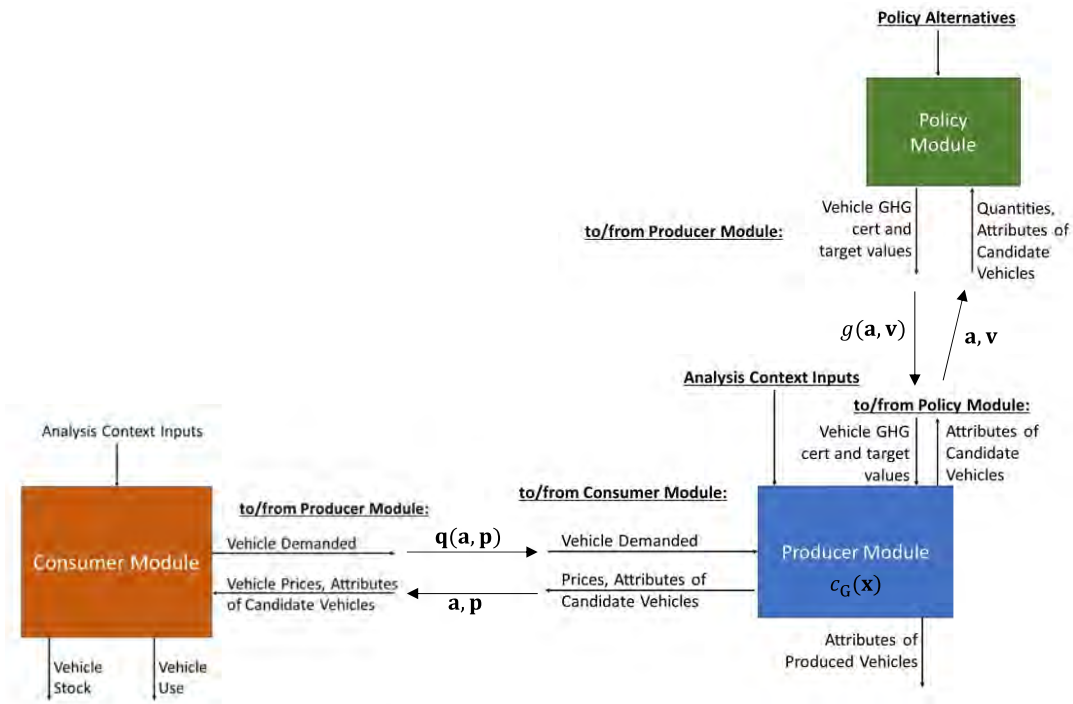 Policy Alternatives
Policy
Module
Vehicle GHG
cert and
target values
Quantities,
Attributes of
Candidate
Vehicles
to/from Producer Module:
g(a, v)
a, v
Analysis Context Inputs
to/from Policy Module:
Vehicle GHG
cert and target
values
Attributes of
Candidate
Vehicles
Analysis Context Inputs
to/from Producer Module:
to/from Consumer Module:
Consumer Module
Vehicle Demanded
q(a, p)
Vehicle Demanded
Producer Module
c_G(x)
Vehicle Prices, Attributes
of Candidate Vehicles
a, p
Prices, Attributes of
Candidate Vehicles
Vehicle
Stock
Vehicle
Use
Attributes of
Produced Vehicles